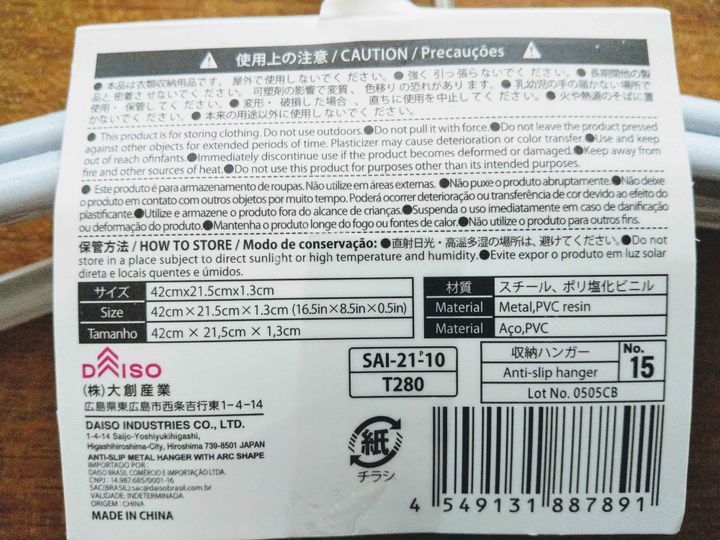 使用上の注意 / CAUTION / Precauções
● 本品は衣類収納用品です。屋外で使用しないでください。● 強く引っ張らないでください。● 長期間他の製
品と密着させないでください。可塑剤の影響で変質、色移りの恐れがあります。● 乳幼児の手の届かない場所で
使用・保管してください。● 変形・破損した場合、直ちに使用を中止してください。● 火や熱源のそばに置
かないでください。● 本来の用途以外に使用しないでください。
● This product is for storing clothing. Do not use outdoors.●Do not pull it with force.●Do not leave the product pressed
against other objects for extended periods of time. Plasticizer may cause deterioration or color transfer.●Use and keep
out of reach ofinfants.●Immediately discontinue use if the product becomes deformed or damaged.●Keep away from
fire and other sources of heat.●Do not use this product for purposes other than its intended purposes.
● Este produto é para armazenamento de roupas. Não utilize em áreas externas. ●Não puxe o produto abruptamente.●Não deixe
o produto em contato com outros objetos por muito tempo. Poderá ocorrer deterioração ou transferência de cor devido ao efeito do
plastificante.●Utilize e armazene o produto fora do alcance de crianças.●Suspenda o uso imediatamente em caso de danificação
ou deformação do produto.●Mantenha o produto longe do fogo ou fontes de calor.●Não utilize o produto para outros fins.
保管方法 / HOW TO STORE / Modo de conservação: ●直射日光・高温多湿の場所は、避けてください。●Do not
store in a place subject to direct sunlight or high temperature and humidity.●Evite expor o produto em luz solar
direta e locais quentes e úmidos.
サイズ 42cmx21.5cmx1.3cm
Size 42cm×21.5cm×1.3cm (16.5in×8.5in×0.5in)
Tamanho 42cm × 21,5cm × 1,3cm
材質 スチール、ポリ塩化ビニル
Material Metal,PVC resin
Material Aço,PVC
DAISO
(株)大創産業
広島県東広島市西条吉行東1-4-14
DAISO INDUSTRIES CO., LTD.
1-4-14 Saijo-Yoshiyukihigashi,
Higashihiroshima-City, Hiroshima 739-8501 JAPAN
ANTI-SLIP METAL HANGER WITH ARC SHAPE
IMPORTADO POR :
DAISO BRASIL COMÉRCIO E IMPORTAÇÃO LTDA.
CNPJ : 14.987.685/0001-16
SAC(BRASIL):sac@daisobrasil.com.br
VALIDADE: INDETERMINADA
ORIGEM : CHINA
MADE IN CHINA
SAI-21-10
T280
紙
チラシ
収納ハンガー
Anti-slip hanger
No.
15
Lot No. 0505CB
4 549131 887891